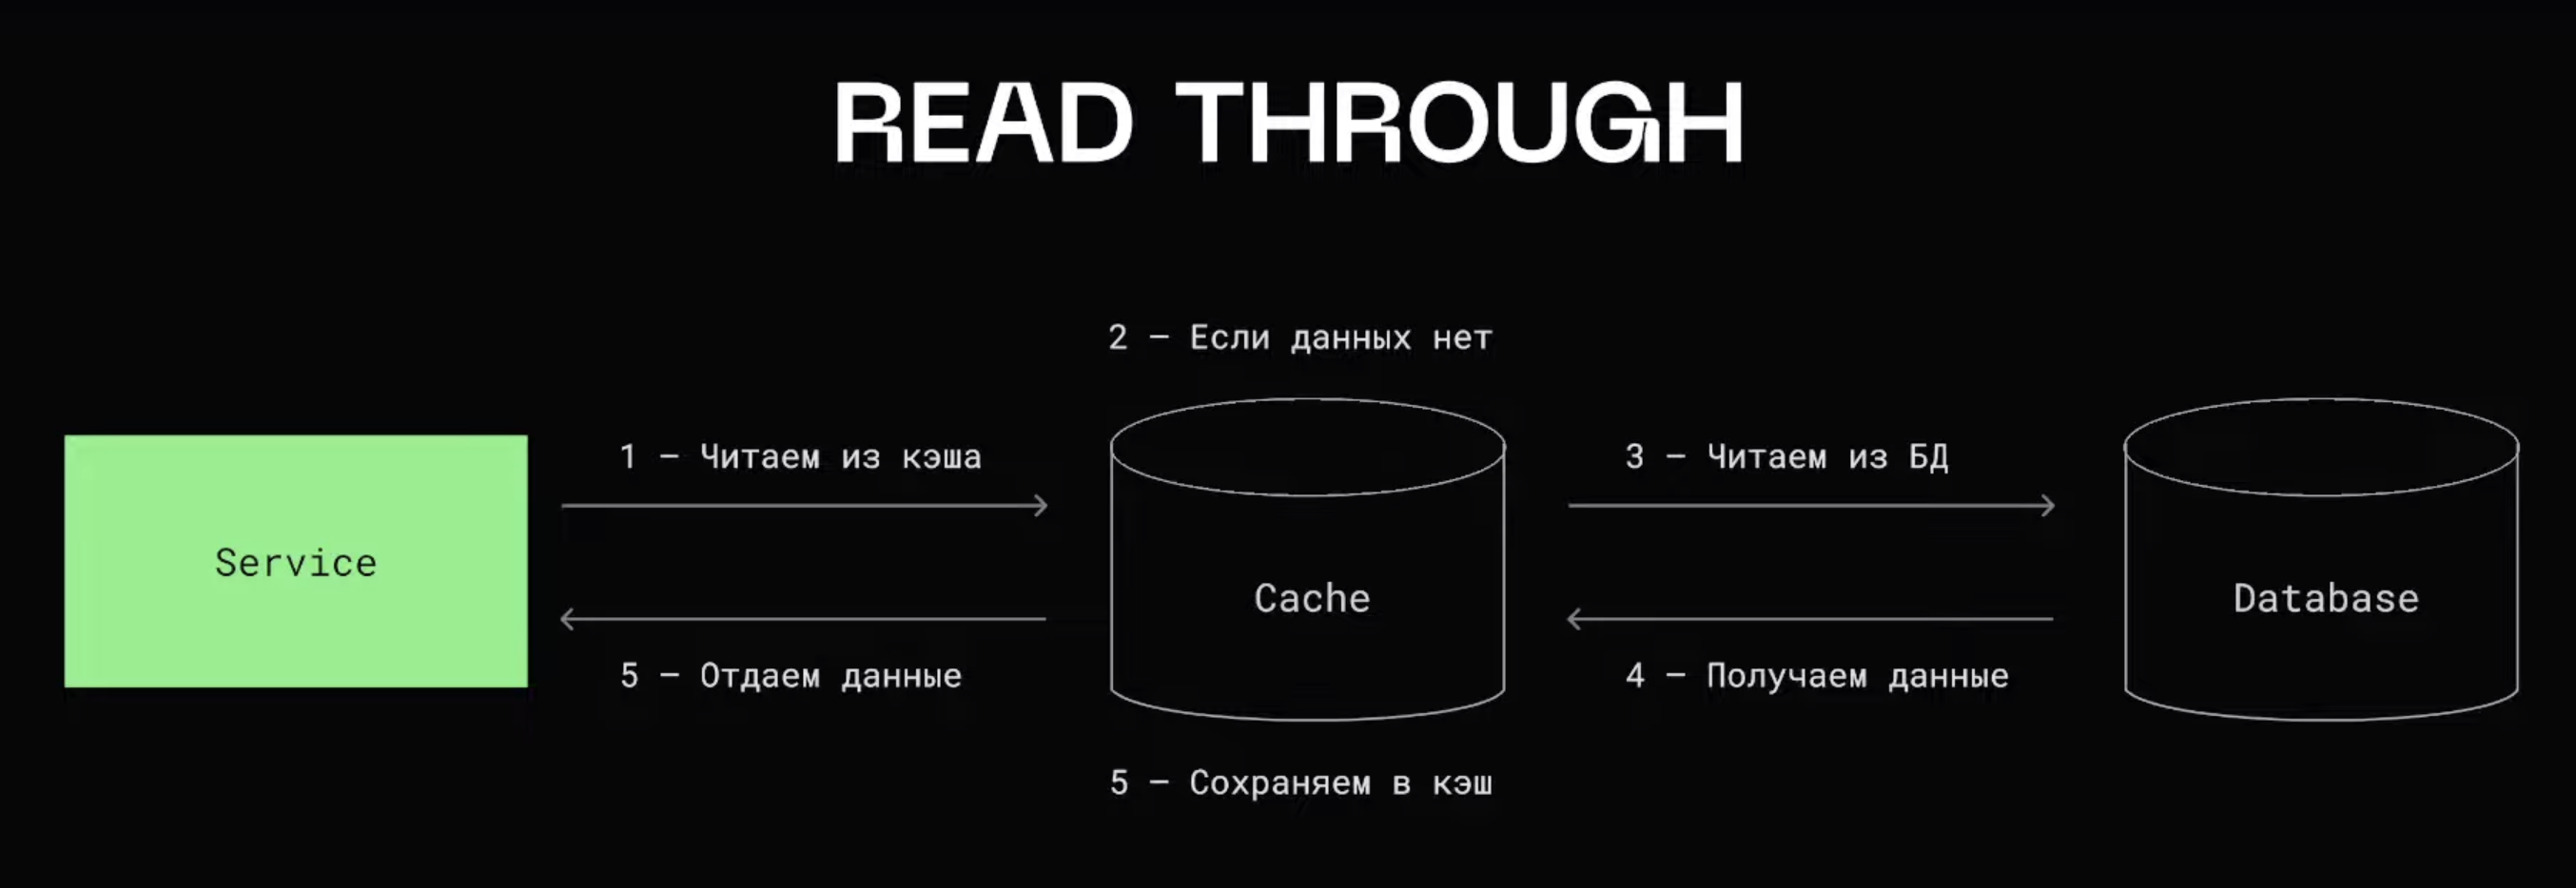 READ THROUGH
2 – Если данных нет
1 – Читаем из кэша
3 – Читаем из БД
Service
Cache
Database
5 – Отдаем данные
4 – Получаем данные
5 – Сохраняем в кэш